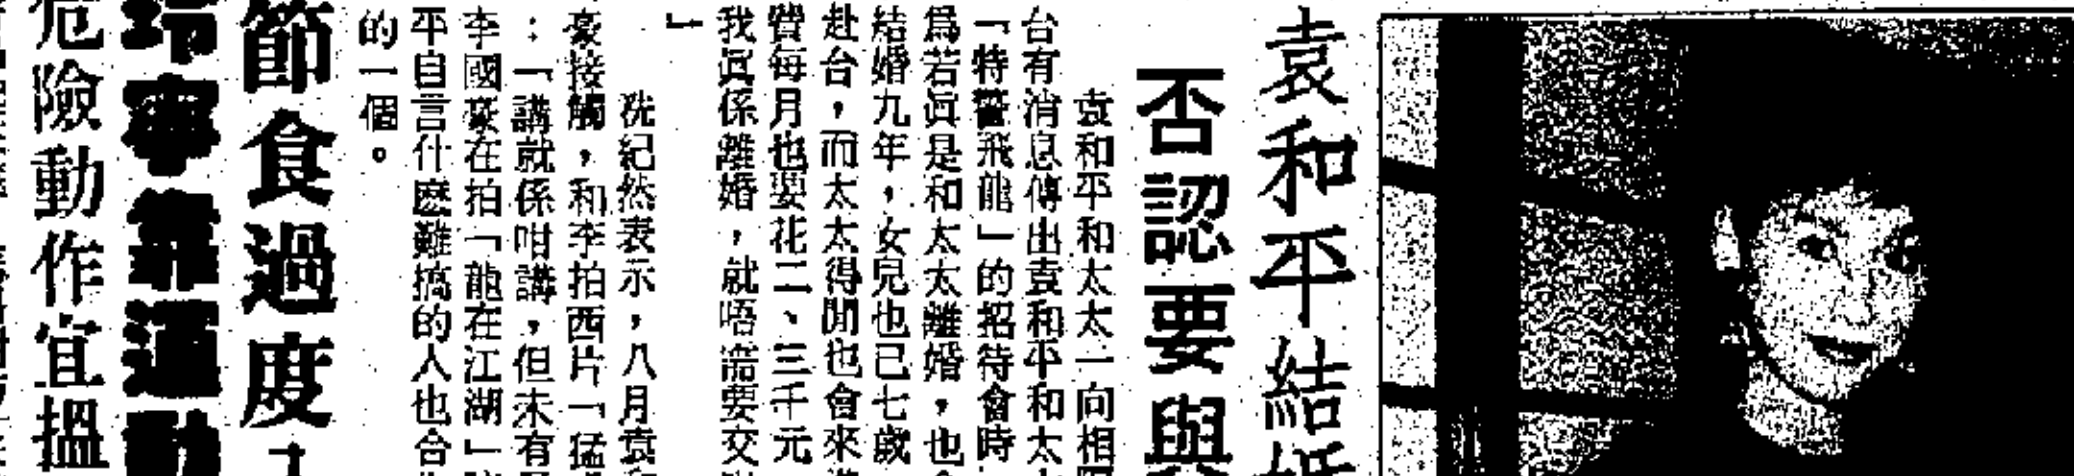 袁和平結婚
否認要與
袁和平和太太一向相
台有消息傳出袁和平和太
「特警飛龍」的招待會時
爲若眞是和太太離婚，也
結婚九年，女兒也已七歲
赴台，而太太得閒也會來
費每月也要花二、三千元
我眞係離婚，就唔諳要交
」
冼紀然表示，八月袁
豪接觸，和李拍西片「猛
：「講就係咁講，但未有
李國豪在拍「龍在江湖」
平自言什麽難搞的人也合
的一個。
節食過度
寧靠運動
危險動作宜搵